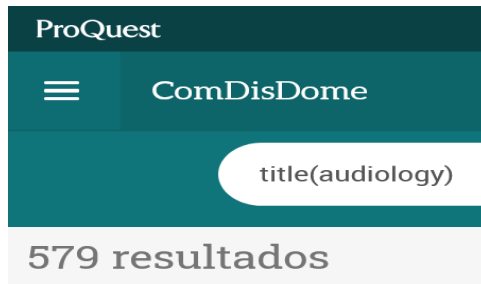 ProQuest
ComDisDome
title(audiology)
579 resultados